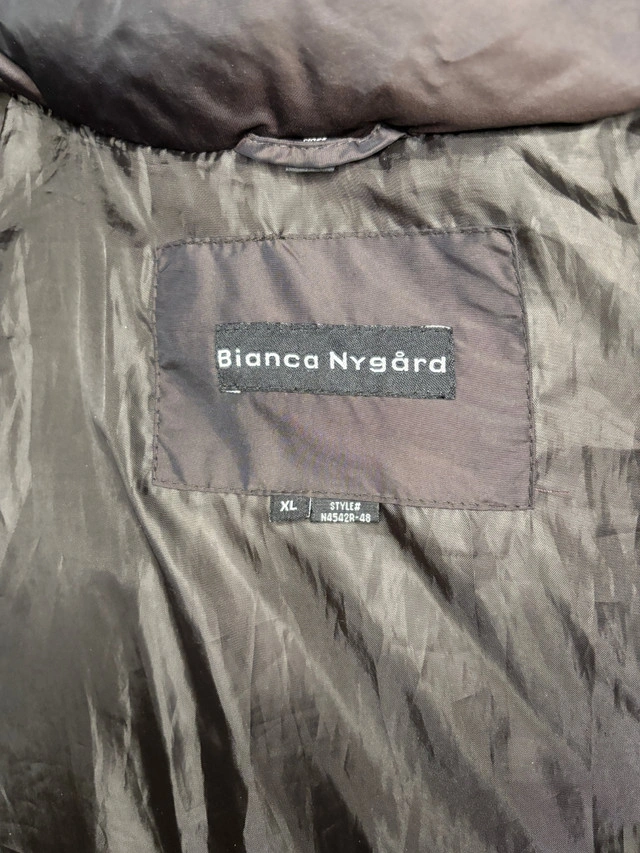 Bianca Nygård
XL
STYLE#
N4542R-48